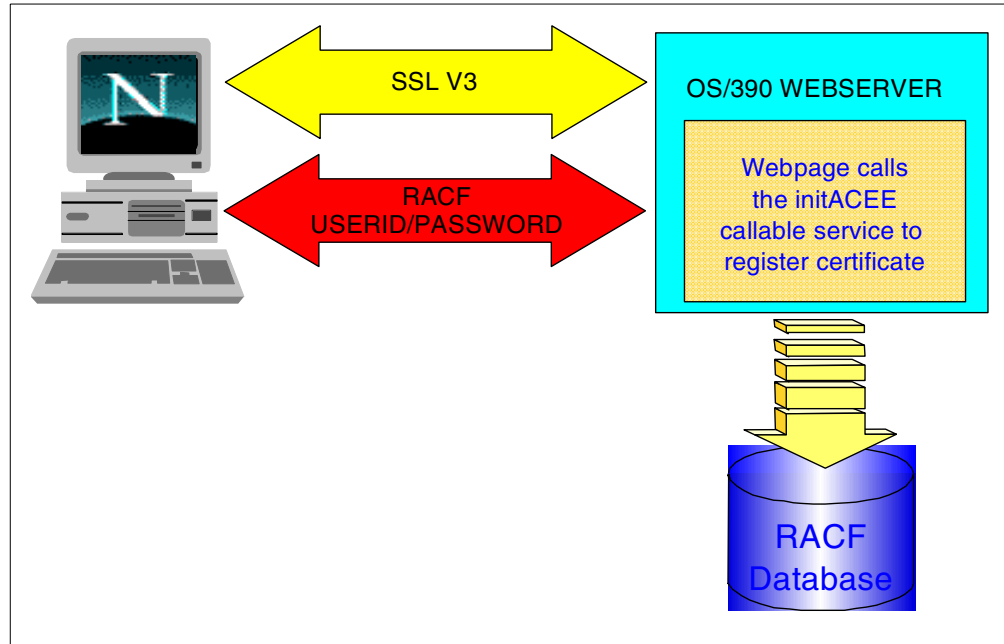 N
SSL V3
OS/390 WEBSERVER
RACF
USERID/PASSWORD
Webpage calls
the initACEE
callable service to
register certificate
RACF
Database